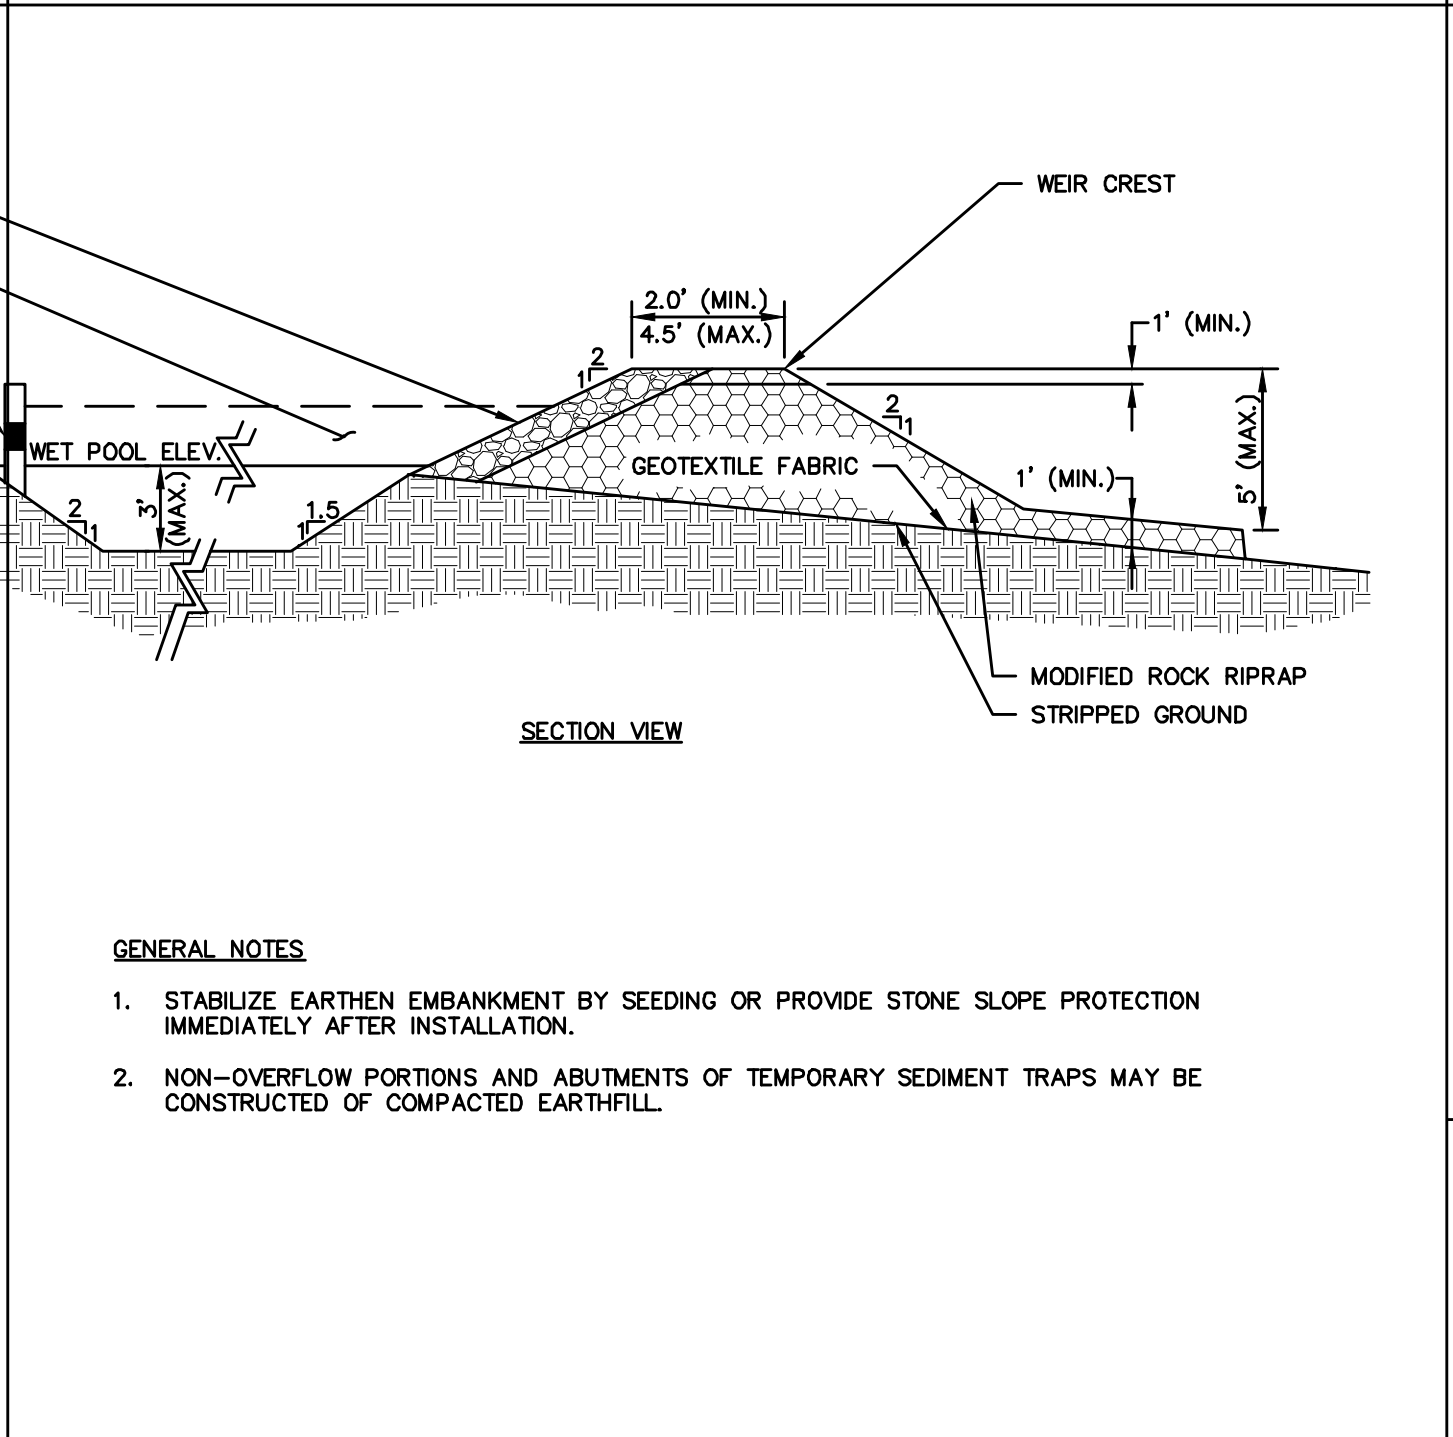 WEIR CREST
2.0' (MIN.)
4.5' (MAX.)
1' (MIN.)
2
1
2
1
5' (MAX.)
WET POOL ELEV.
GEOTEXTILE FABRIC
1' (MIN.)
3'
(MAX.)
2
1
1.5
1
MODIFIED ROCK RIPRAP
STRIPPED GROUND
SECTION VIEW
GENERAL NOTES
1. STABILIZE EARTHEN EMBANKMENT BY SEEDING OR PROVIDE STONE SLOPE PROTECTION
IMMEDIATELY AFTER INSTALLATION.
2. NON-OVERFLOW PORTIONS AND ABUTMENTS OF TEMPORARY SEDIMENT TRAPS MAY BE
CONSTRUCTED OF COMPACTED EARTHFILL.